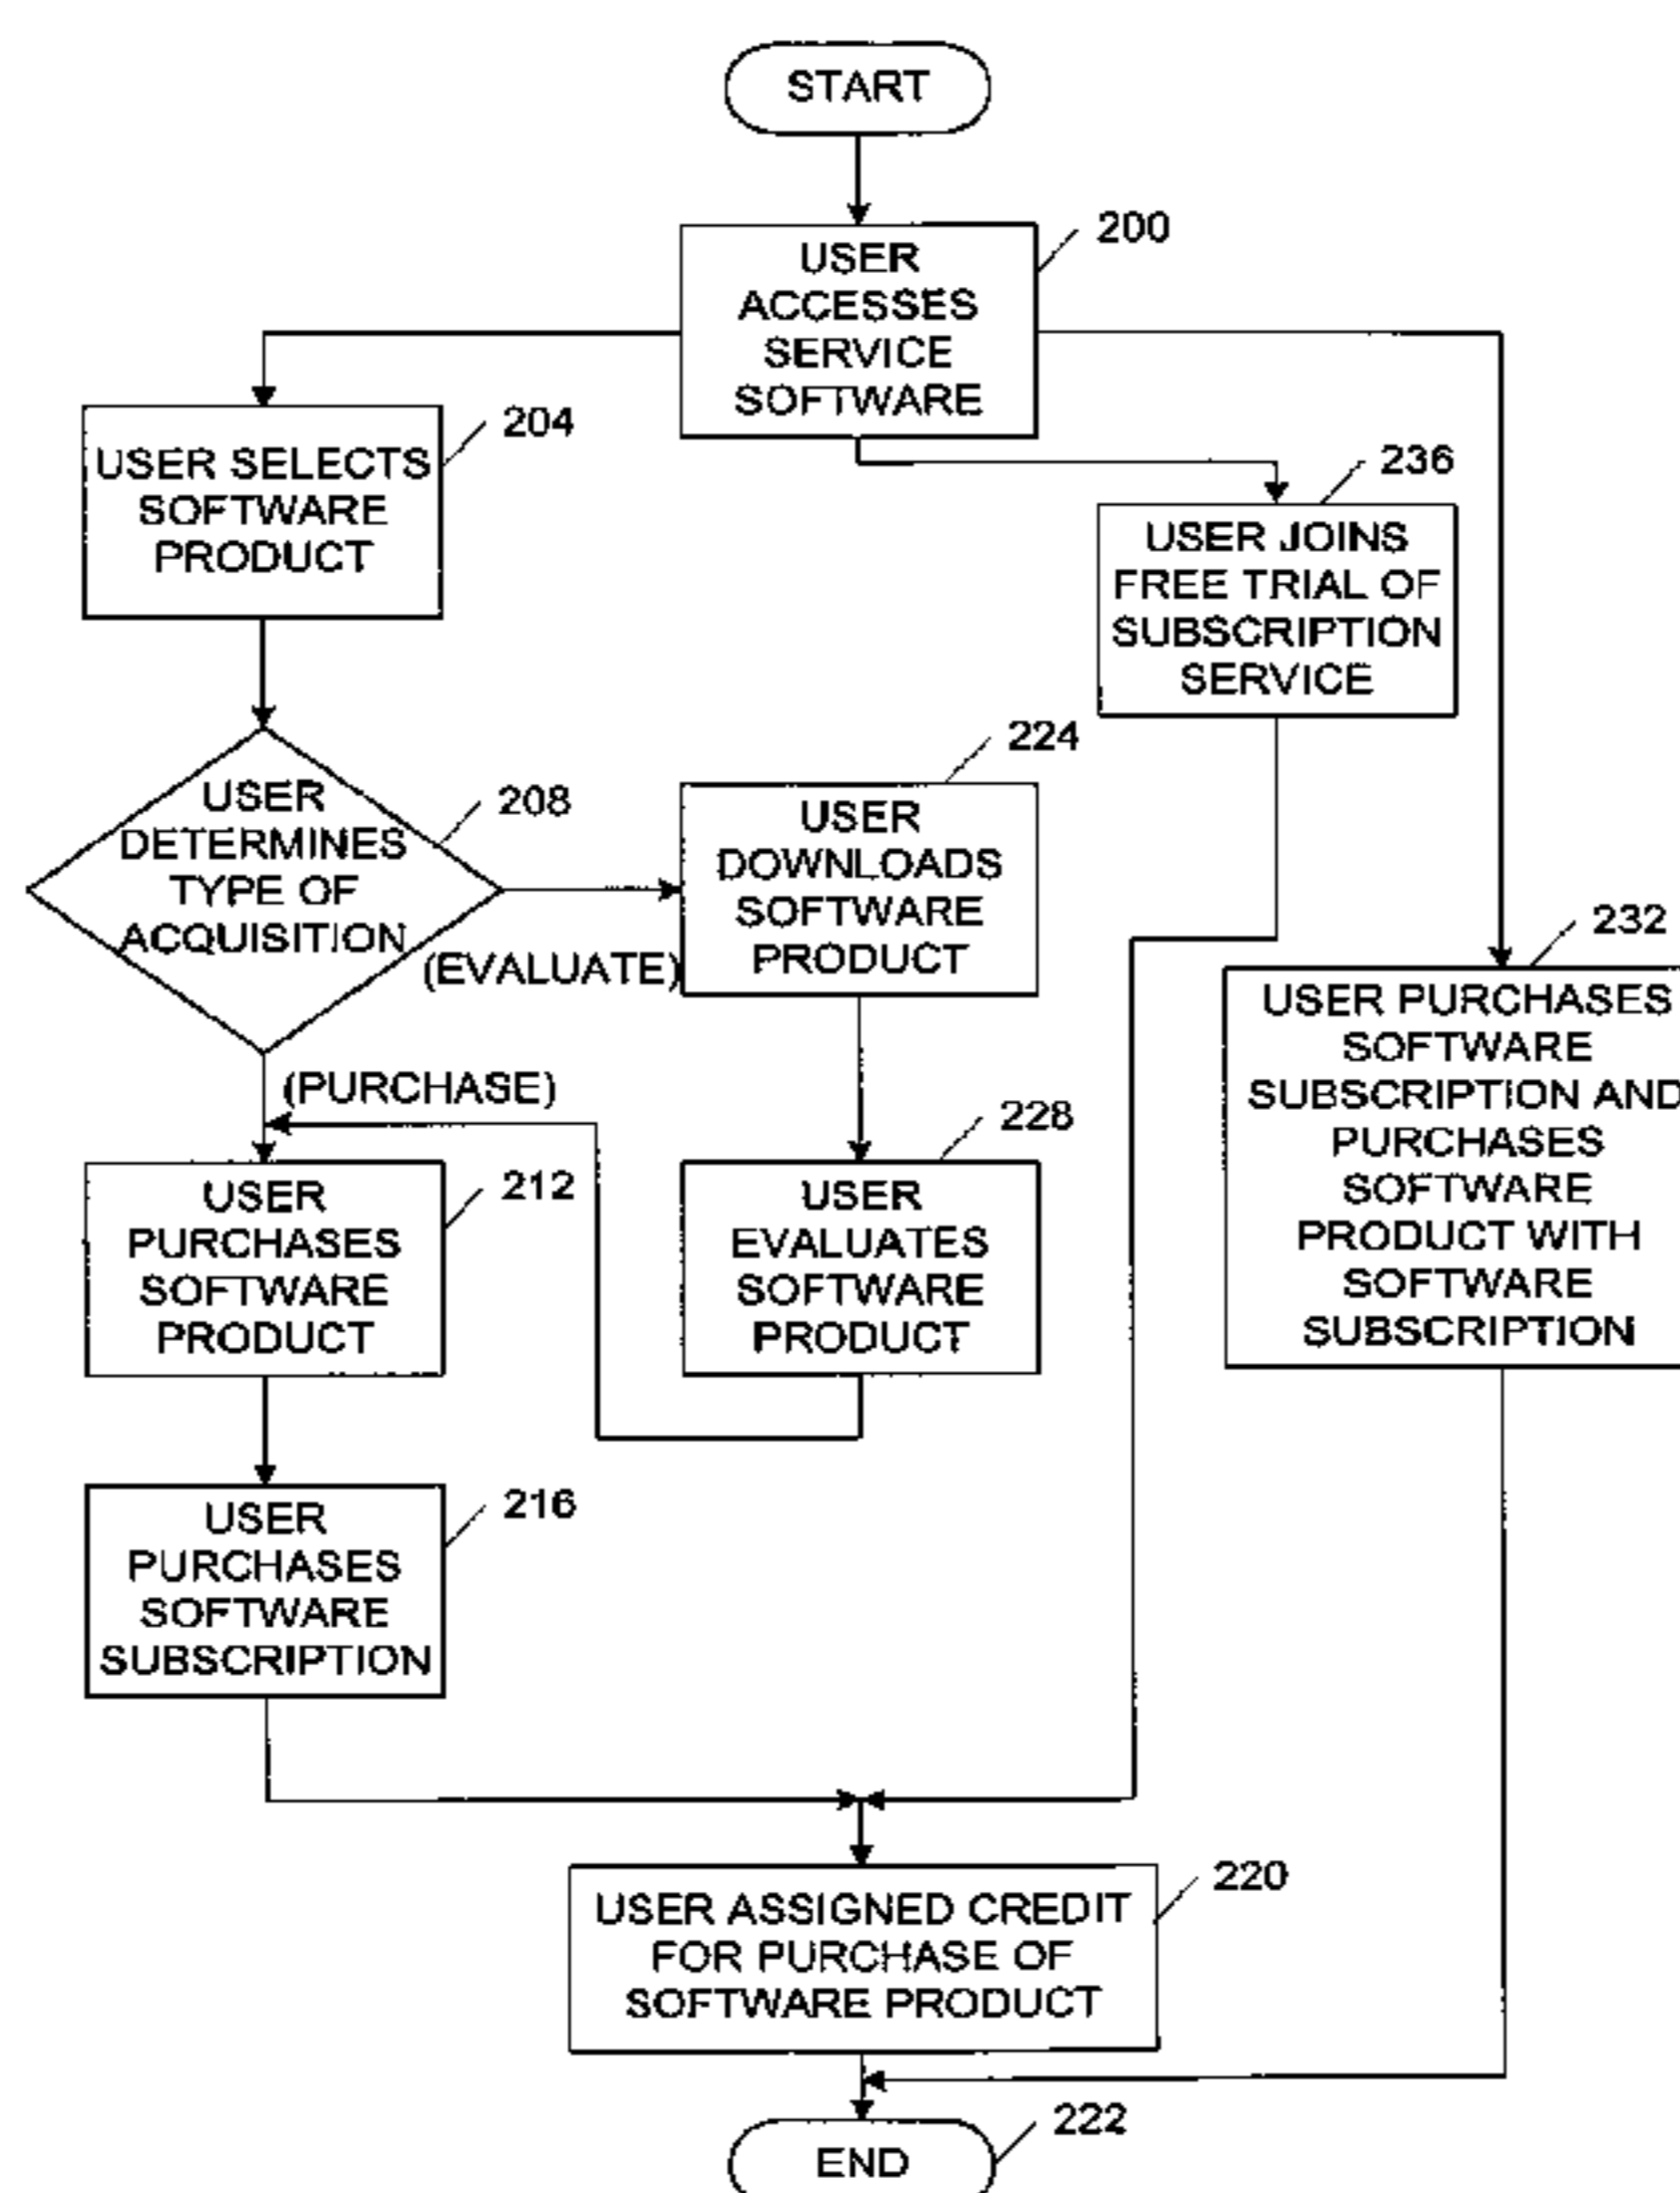 START
200
USER
ACCESSES
SERVICE
SOFTWARE
204
USER SELECTS
SOFTWARE
PRODUCT
236
USER JOINS
FREE TRIAL OF
SUBSCRIPTION
SERVICE
208
USER
DETERMINES
TYPE OF
ACQUISITION
(EVALUATE)
(PURCHASE)
224
USER
DOWNLOADS
SOFTWARE
PRODUCT
232
USER PURCHASES
SOFTWARE
SUBSCRIPTION AND
PURCHASES
SOFTWARE
PRODUCT WITH
SOFTWARE
SUBSCRIPTION
228
USER
EVALUATES
SOFTWARE
PRODUCT
212
USER
PURCHASES
SOFTWARE
PRODUCT
216
USER
PURCHASES
SOFTWARE
SUBSCRIPTION
220
USER ASSIGNED CREDIT
FOR PURCHASE OF
SOFTWARE PRODUCT
222
END